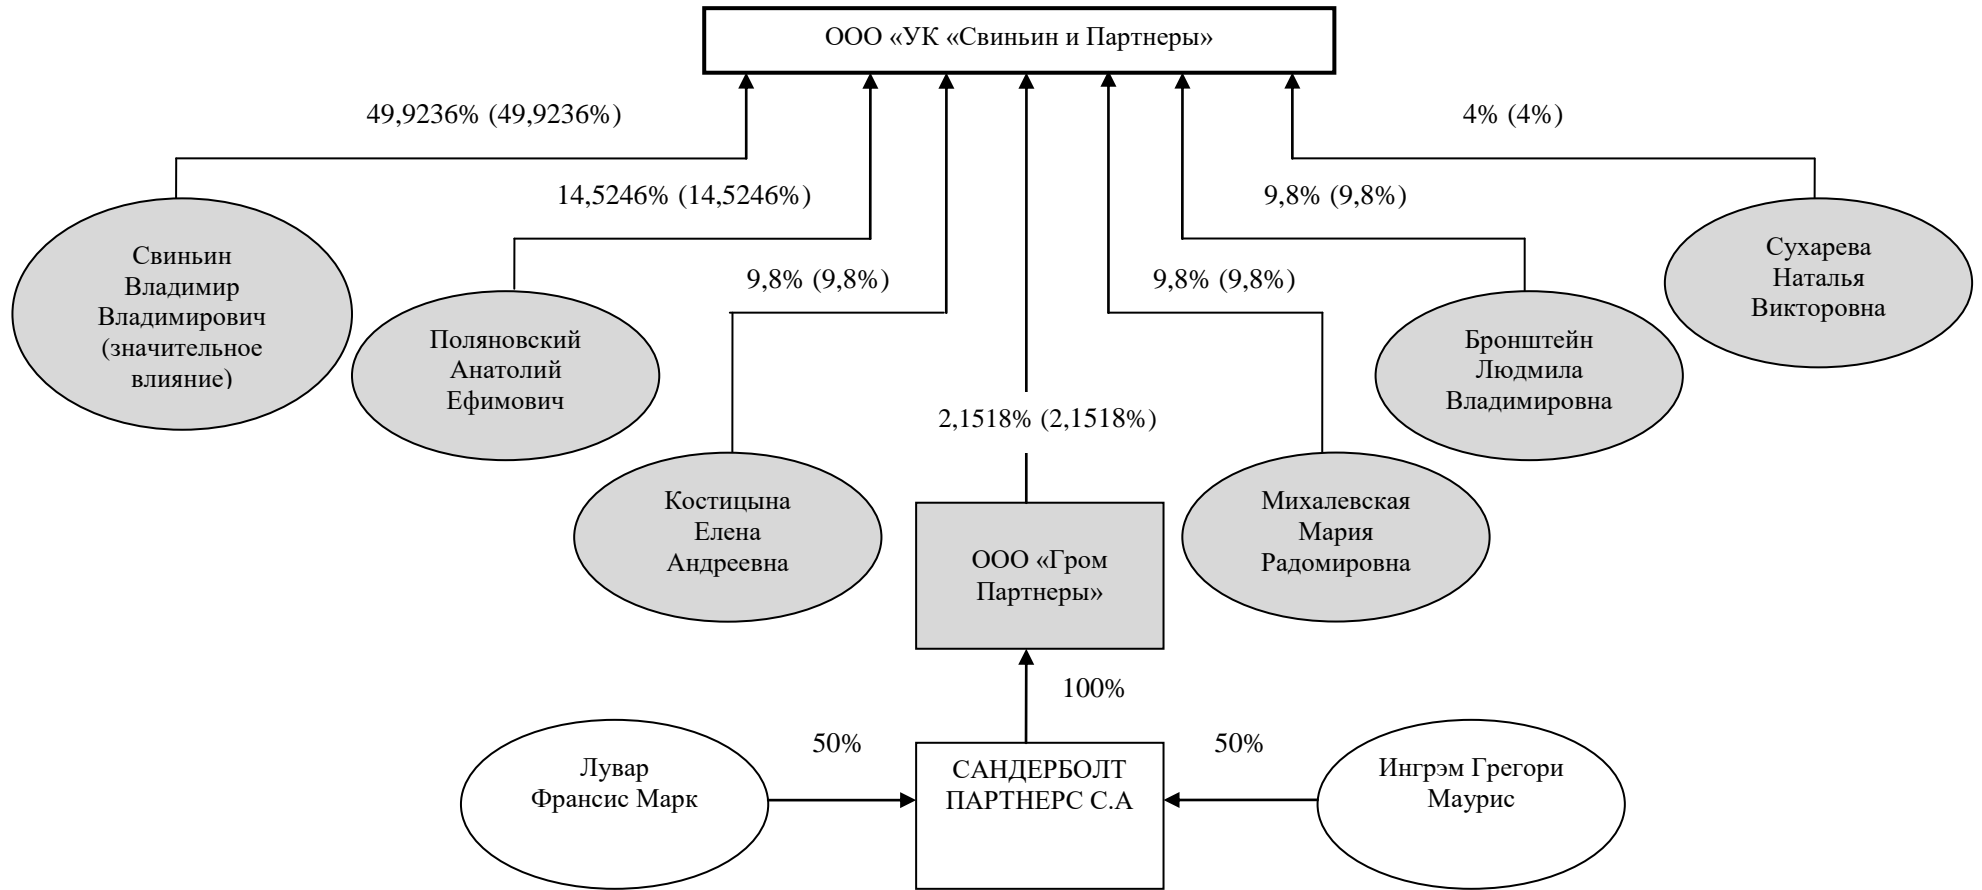 ООО «УК «Свиньин и Партнеры»
49,9236% (49,9236%)
4% (4%)
14,5246% (14,5246%)
9,8% (9,8%)
9,8% (9,8%)
9,8% (9,8%)
Свиньин
Владимир
Владимирович
(значительное
влияние)
Поляновский
Анатолий
Ефимович
Бронштейн
Людмила
Владимировна
Сухарева
Наталья
Викторовна
2,1518% (2,1518%)
Костицына
Елена
Андреевна
ООО «Гром
Партнеры»
Михалевская
Мария
Радомировна
100%
50%
50%
Лувар
Франсис Марк
САНДЕРБОЛТ
ПАРТНЕРС С.А
Ингрэм Грегори
Маурис